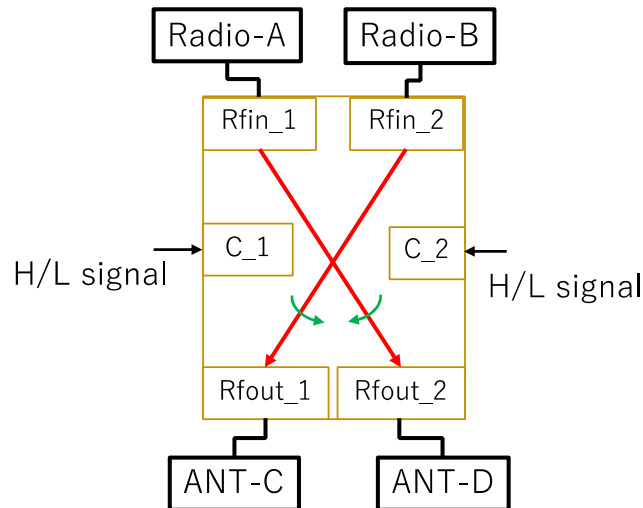 Radio-A
Radio-B
Rfin_1
Rfin_2
C_1
C_2
H/L signal
H/L signal
Rfout_1
Rfout_2
ANT-C
ANT-D